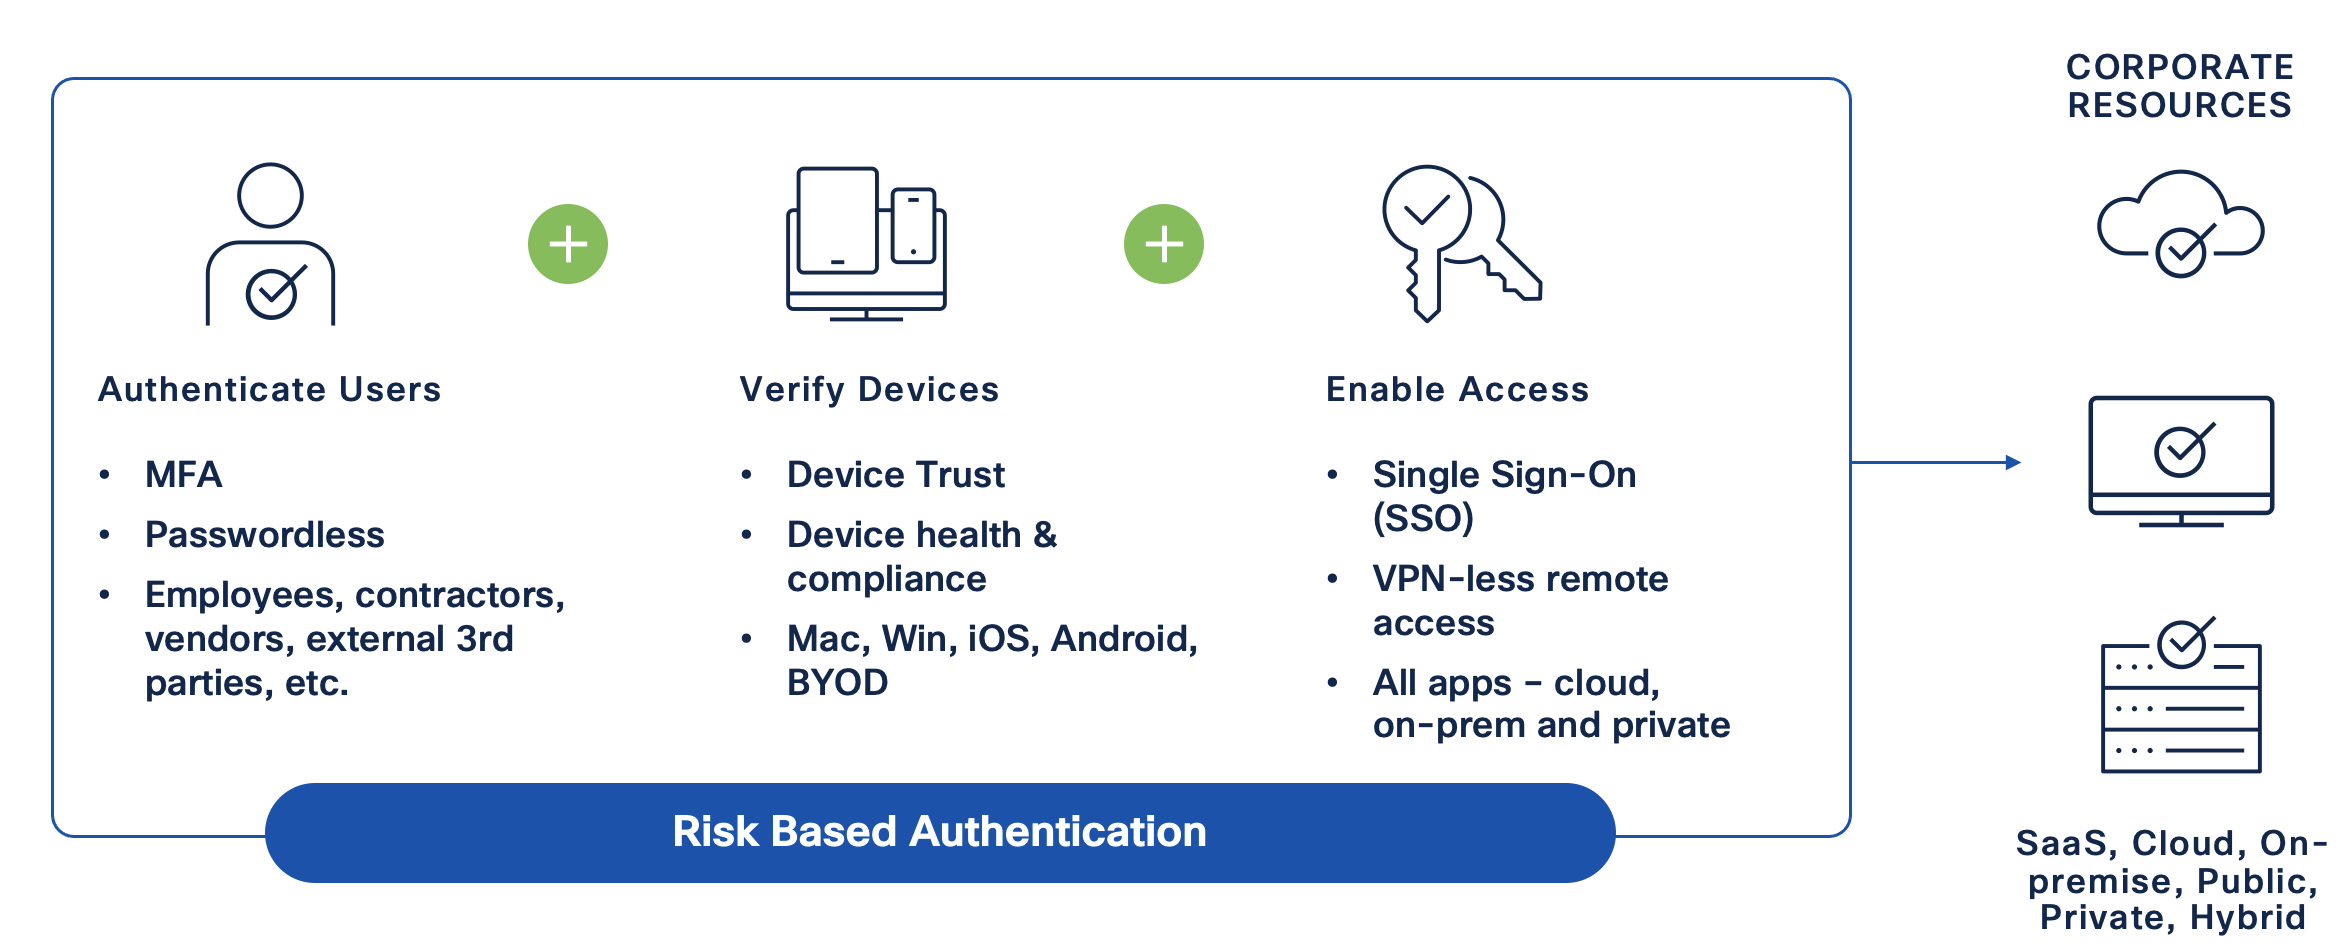 CORPORATE
RESOURCES
Authenticate Users
• MFA
• Passwordless
• Employees, contractors,
vendors, external 3rd
parties, etc.
Verify Devices
• Device Trust
• Device health &
compliance
• Mac, Win, iOS, Android,
BYOD
Enable Access
• Single Sign-On
(SSO)
• VPN-less remote
access
• All apps – cloud,
on-prem and private
Risk Based Authentication
SaaS, Cloud, On-
premise, Public,
Private, Hybrid